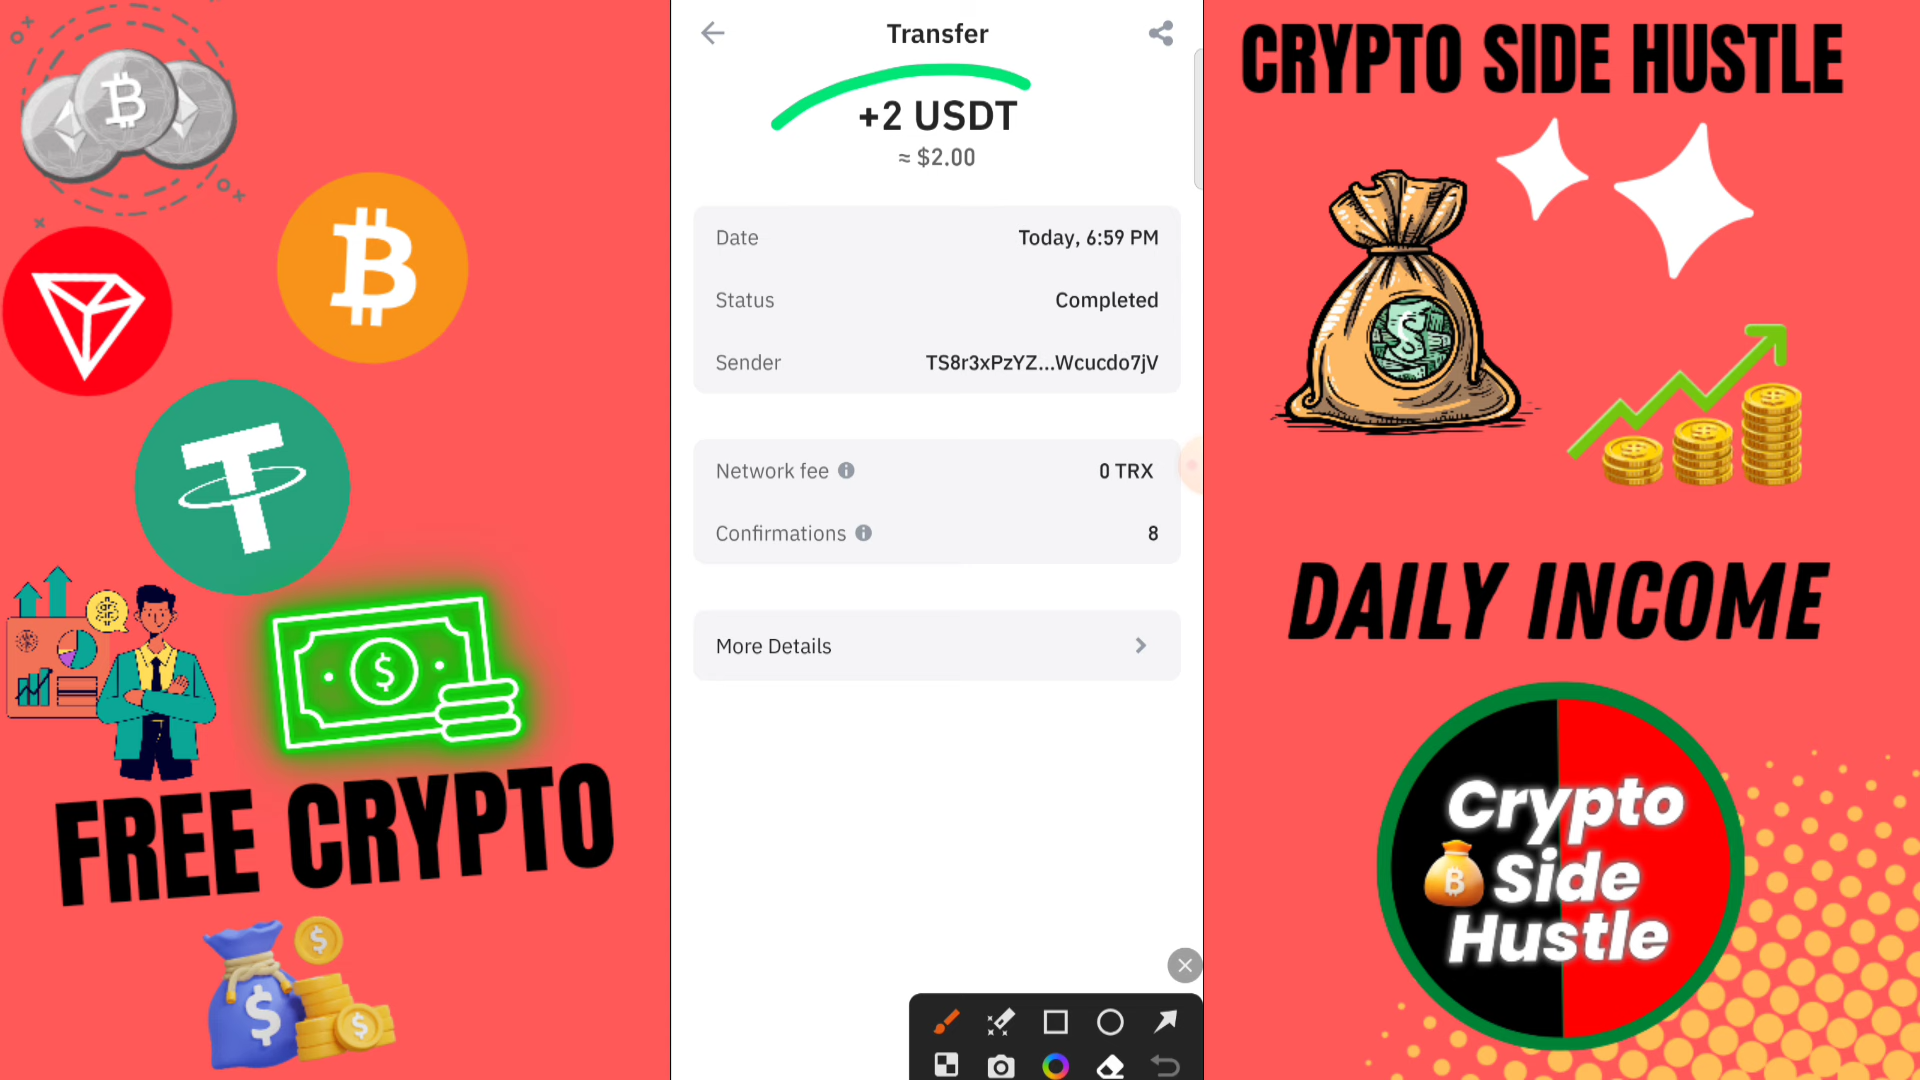 FREE CRYPTO
Transfer
+2 USDT
≈ $2.00
Date Today, 6:59 PM
Status Completed
Sender TS8r3xPzYZ...Wcucdo7jV
Network fee 0 TRX
Confirmations 8
More Details
CRYPTO SIDE HUSTLE
DAILY INCOME
Crypto
Side
Hustle